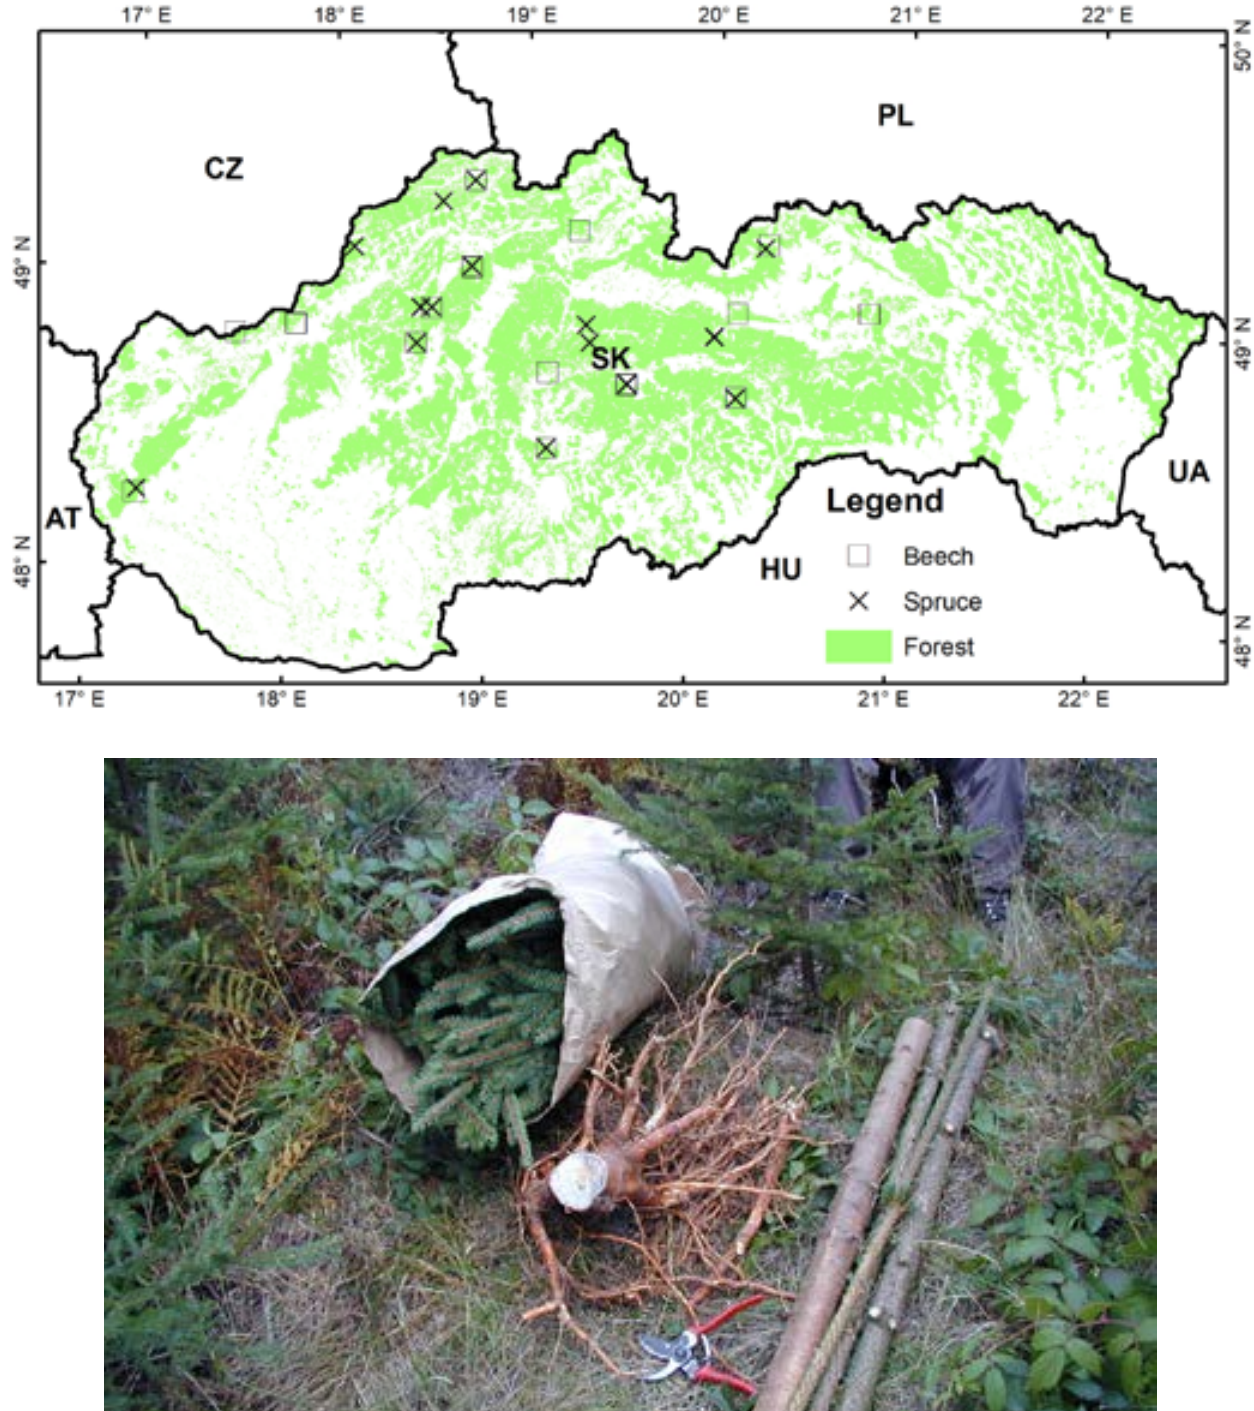 17° E 18° E 19° E 20° E 21° E 22° E
50° N
PL
CZ
49° N
49° N
SK
UA
Legend
AT
48° N
HU
Beech
Spruce
Forest
48° N
17° E 18° E 19° E 20° E 21° E 22° E